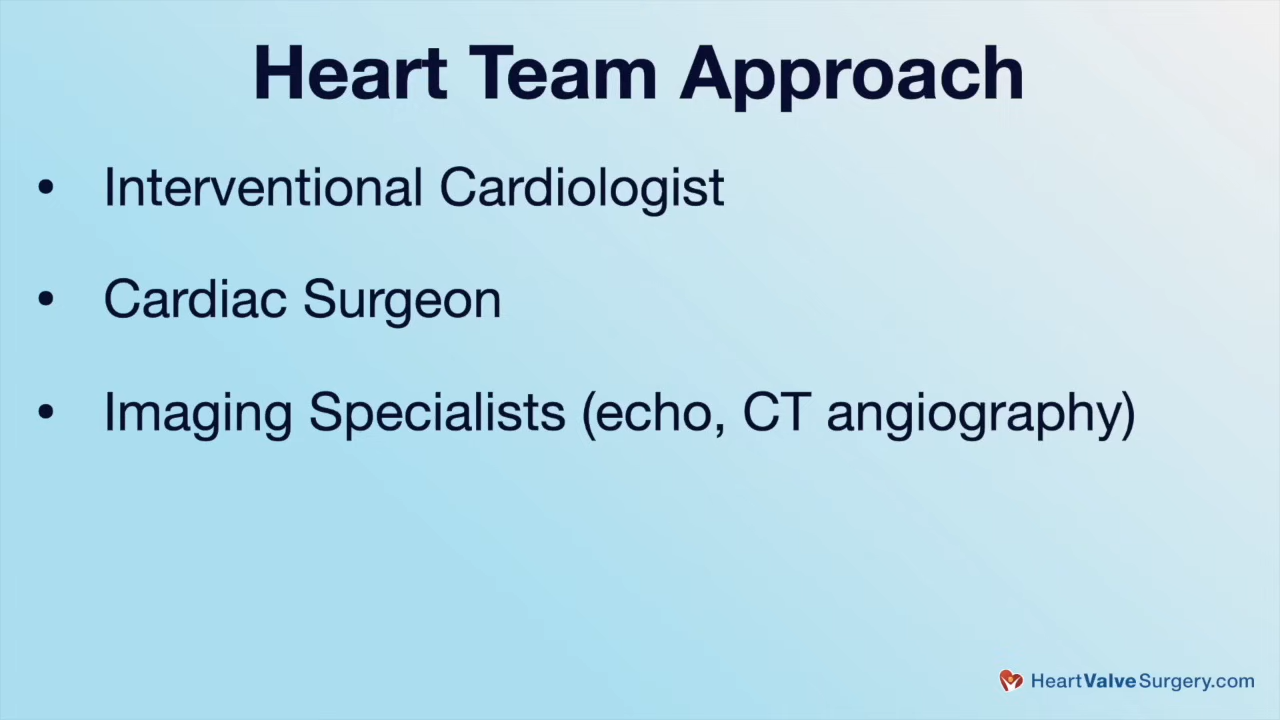 Heart Team Approach
• Interventional Cardiologist
• Cardiac Surgeon
• Imaging Specialists (echo, CT angiography)
HeartValveSurgery.com